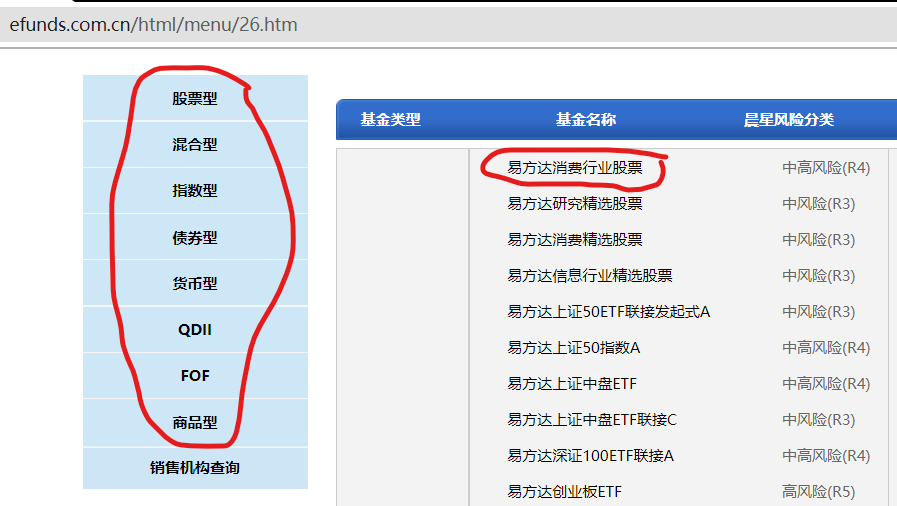 efunds.com.cn/html/menu/26.htm
股票型
混合型
指数型
债券型
货币型
QDII
FOF
商品型
销售机构查询
基金类型 基金名称 晨星风险分类
易方达消费行业股票 中高风险(R4)
易方达研究精选股票 中风险(R3)
易方达消费精选股票 中风险(R3)
易方达信息行业精选股票 中风险(R3)
易方达上证50ETF联接发起式A 中风险(R3)
易方达上证50指数A 中高风险(R4)
易方达上证中盘ETF 中高风险(R4)
易方达上证中盘ETF联接C 中风险(R3)
易方达深证100ETF联接A 中高风险(R4)
易方达创业板ETF 高风险(R5)